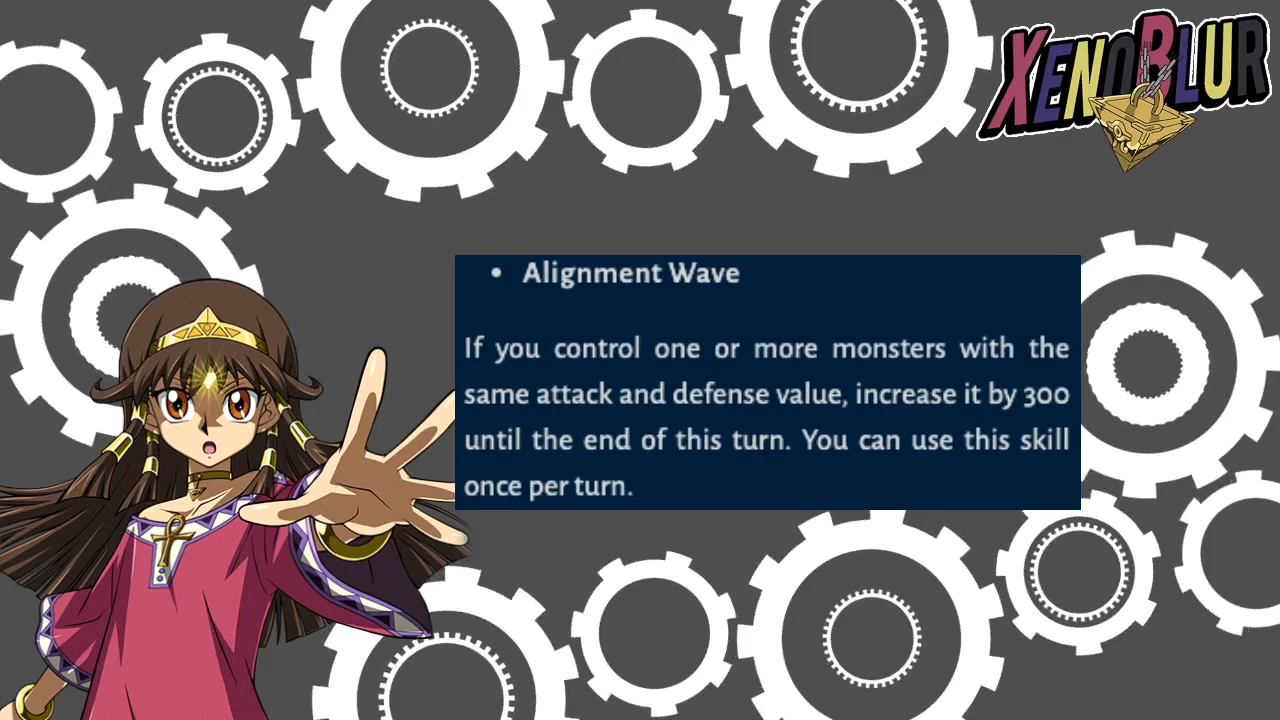 XENOBLUR
• Alignment Wave
If you control one or more monsters with the
same attack and defense value, increase it by 300
until the end of this turn. You can use this skill
once per turn.